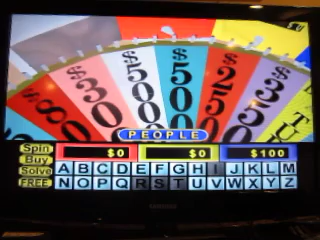 $300
$500
$500
$250
$350
PEOPLE
Spin
$0 $0 $100
Buy
Solve
A B C D E F G H I J K L M
FREE
N O P Q R S T U V W X Y Z